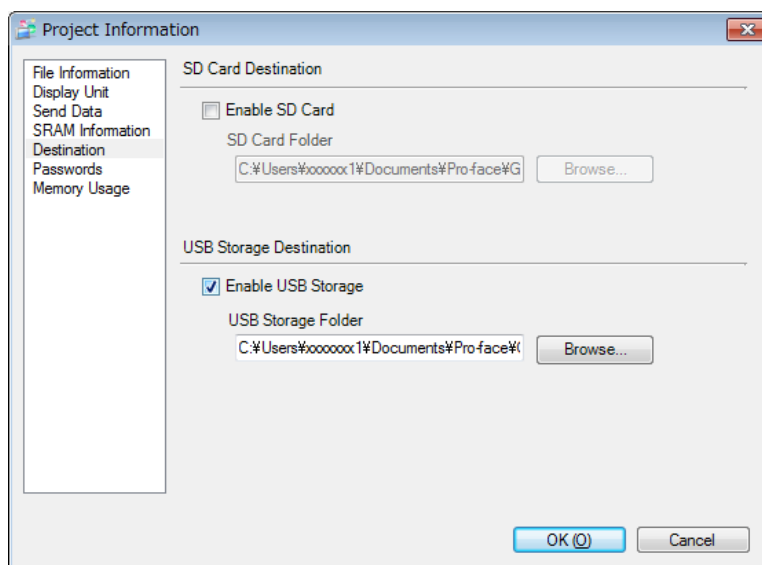 Project Information
File Information
Display Unit
Send Data
SRAM Information
Destination
Passwords
Memory Usage
SD Card Destination
Enable SD Card
SD Card Folder
C:¥Users¥xxxxxx1¥Documents¥Pro-face¥G
Browse...
USB Storage Destination
Enable USB Storage
USB Storage Folder
C:¥Users¥xxxxxxx1¥Documents¥Pro-face¥(
Browse...
OK (O)
Cancel